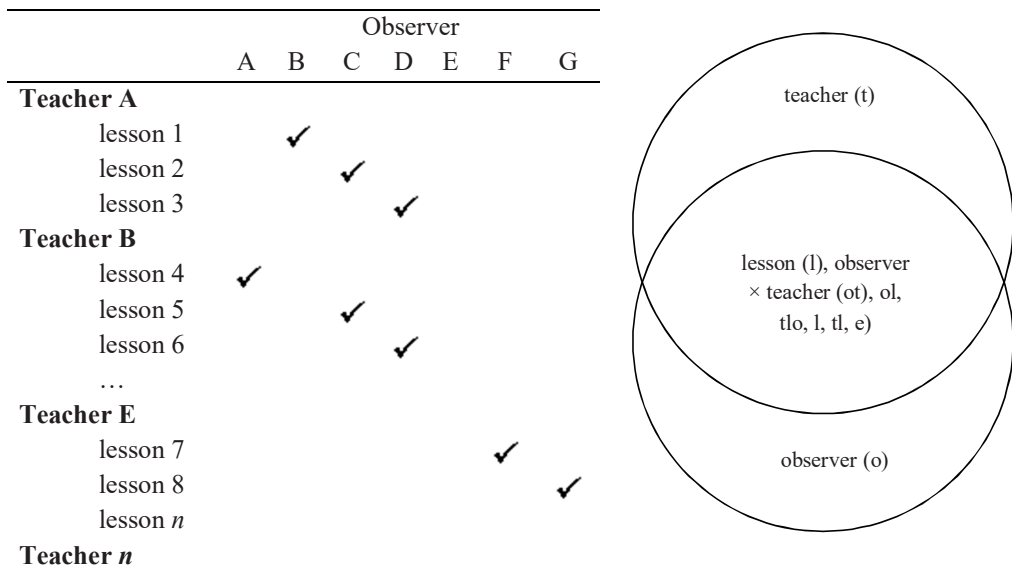 Observer
A B C D E F G
Teacher A
lesson 1 ✓
lesson 2 ✓
lesson 3 ✓
Teacher B
lesson 4 ✓
lesson 5 ✓
lesson 6 ✓
…
Teacher E
lesson 7 ✓
lesson 8 ✓
lesson n
Teacher n
teacher (t)
lesson (l), observer
× teacher (ot), ol,
tlo, l, tl, e)
observer (o)